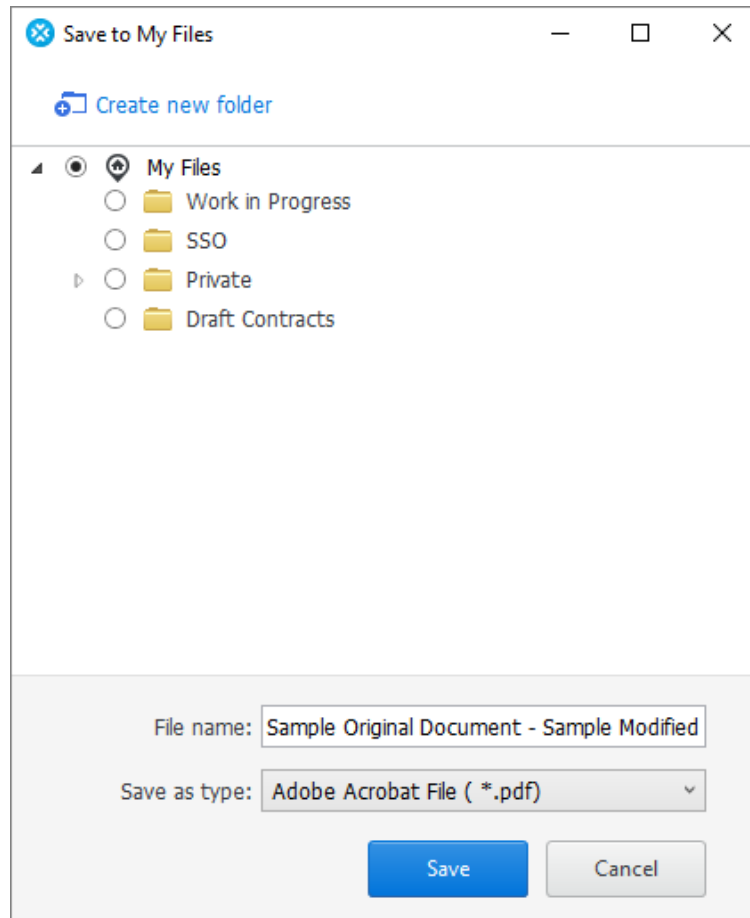 Save to My Files
Create new folder
My Files
Work in Progress
SSO
Private
Draft Contracts
File name: Sample Original Document - Sample Modified
Save as type: Adobe Acrobat File ( *.pdf)
Save Cancel